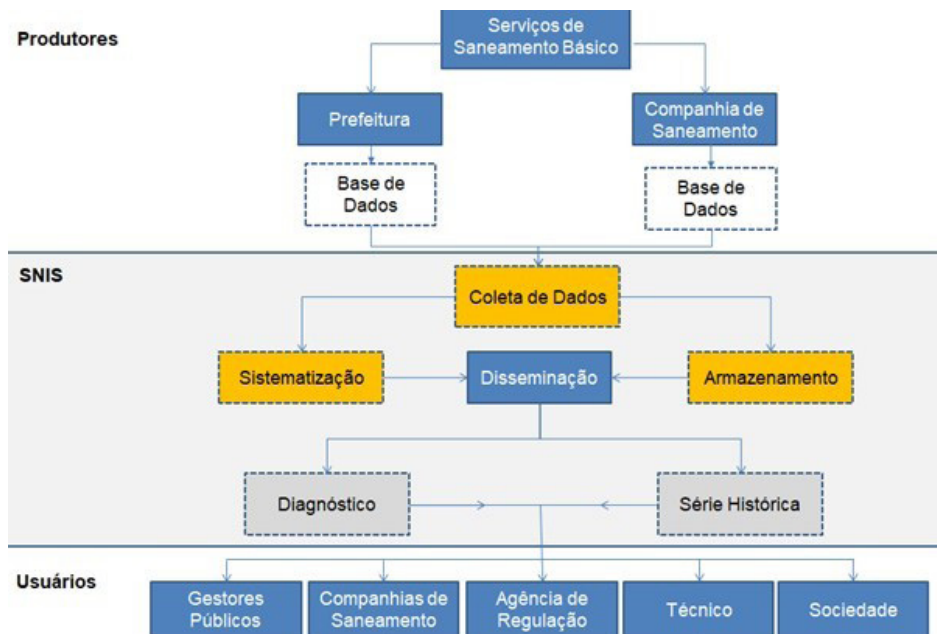 Produtores
Serviços de
Saneamento Básico
Prefeitura
Companhia de
Saneamento
Base de
Dados
Base de
Dados
SNIS
Coleta de Dados
Sistematização
Disseminação
Armazenamento
Diagnóstico
Série Histórica
Usuários
Gestores
Públicos
Companhias de
Saneamento
Agência de
Regulação
Técnico
Sociedade